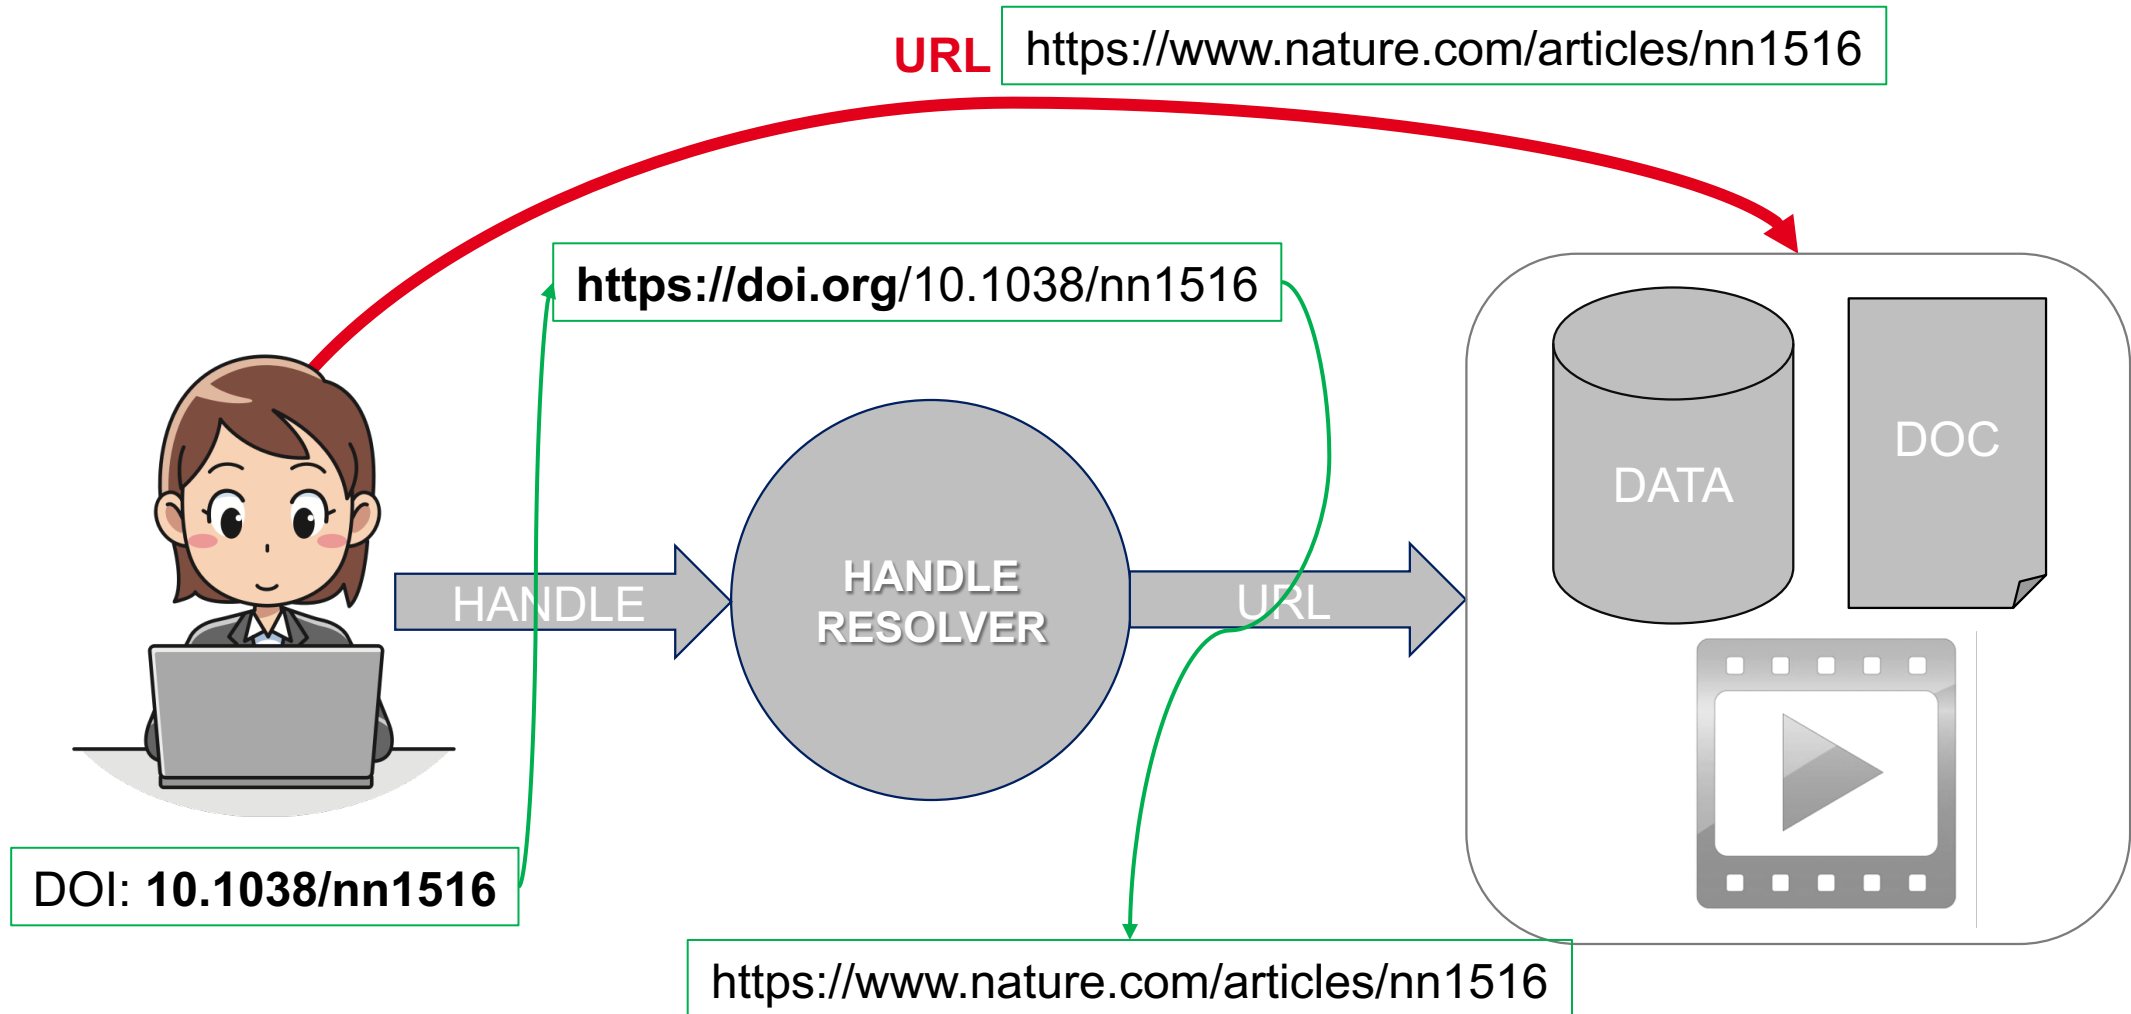 URL
https://www.nature.com/articles/nn1516
https://doi.org/10.1038/nn1516
HANDLE
HANDLE
RESOLVER
URL
DATA
DOC
DOI: 10.1038/nn1516
https://www.nature.com/articles/nn1516